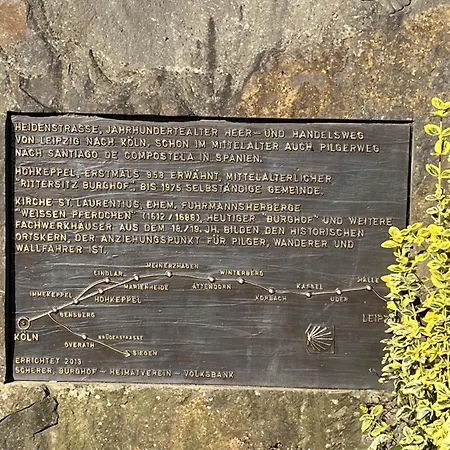 HEIDENSTRASSE, JAHRHUNDERTEALTER HEER- UND HANDELSWEG
VON LEIPZIG NACH KÖLN, SCHON IM MITTELALTER AUCH PILGERWEG
NACH SANTIAGO DE COMPOSTELA IN SPANIEN.
HOHKEPPEL, ERSTMALS 958 ERWÄHNT, MITTELALTERLICHER
"RITTERSITZ BURGHOF", BIS 1975 SELBSTÄNDIGE GEMEINDE.
KIRCHE ST. LAURENTIUS, EHEM. FUHRMANNSHERBERGE
"WEISSEN PFERDCHEN" (1612/1688), HEUTIGER "BURGHOF" UND WEITERE
FACHWERKHÄUSER AUS DEM 18./19. JH. BILDEN DEN HISTORISCHEN
ORTSKERN, DER ANZIEHUNGSPUNKT FÜR PILGER, WANDERER UND
WALLFAHRER IST.
MEINERZHAGEN
LINDLAR
WINTERBERG
HALLE
MARIENHEIDE
ATTENDORN
KASSEL
IMMEKEPPEL
HOHKEPPEL
KORBACH
UDER
BENSBERG
LEIPZ
KÖLN
BRÜDERSTRASSE
OVERATH
SIEGEN
ERRICHTET 2013
SCHERER, BURGHOF - HEIMATVEREIN - VOLKSBANK